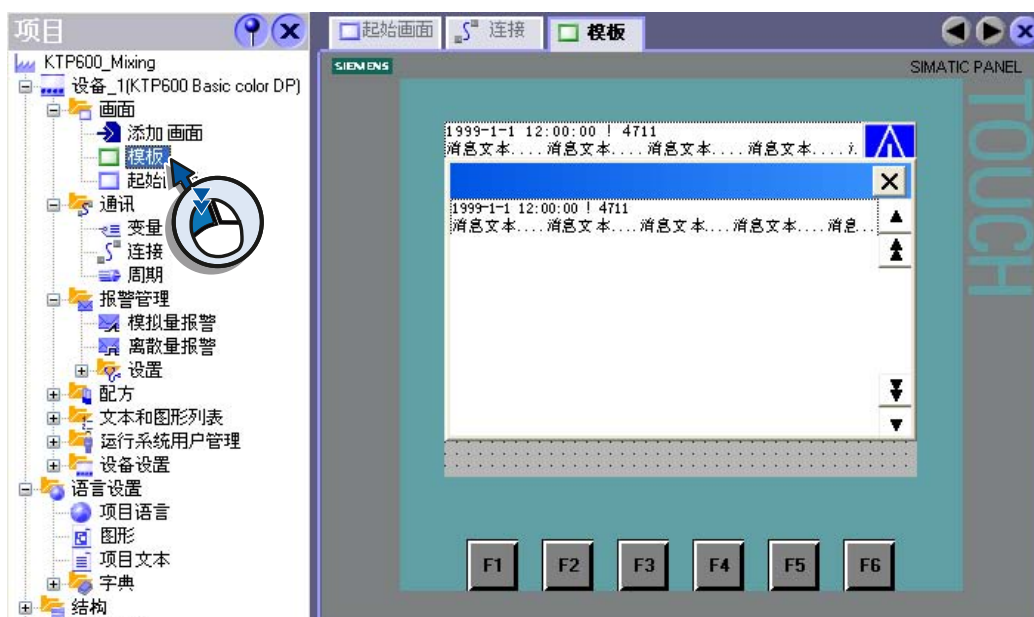 项目
KTP600_Mixing
设备_1(KTP600 Basic color DP)
画面
添加 画面
模板
起始
通讯
变量
连接
周期
报警管理
模拟量报警
离散量报警
设置
配方
文本和图形列表
运行系统用户管理
设备设置
语言设置
项目语言
图形
项目文本
字典
结构
起始画面
连接
模板
SIEMENS
SIMATIC PANEL
TOUCH
1999-1-1 12:00:00 ! 4711
消息文本....消息文本....消息文本....消息文本....
1999-1-1 12:00:00 ! 4711
消息文本....消息文本....消息文本....消息文本....消息...
F1 F2 F3 F4 F5 F6